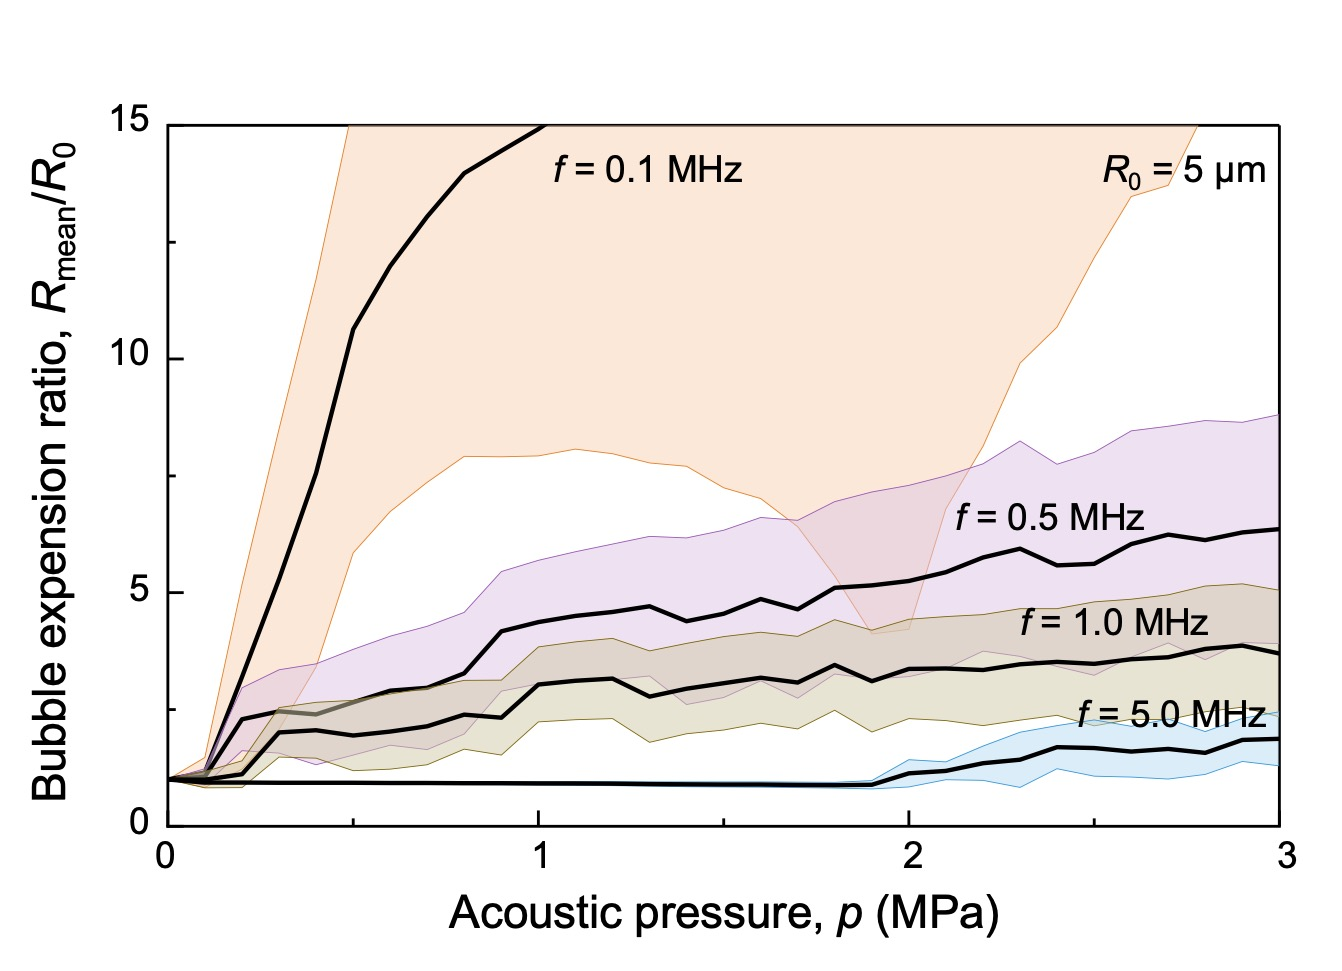 15
f = 0.1 MHz
R0 = 5 µm
10
Bubble expension ratio, Rmean/R0
f = 0.5 MHz
5
f = 1.0 MHz
f = 5.0 MHz
0
0 1 2 3
Acoustic pressure, p (MPa)